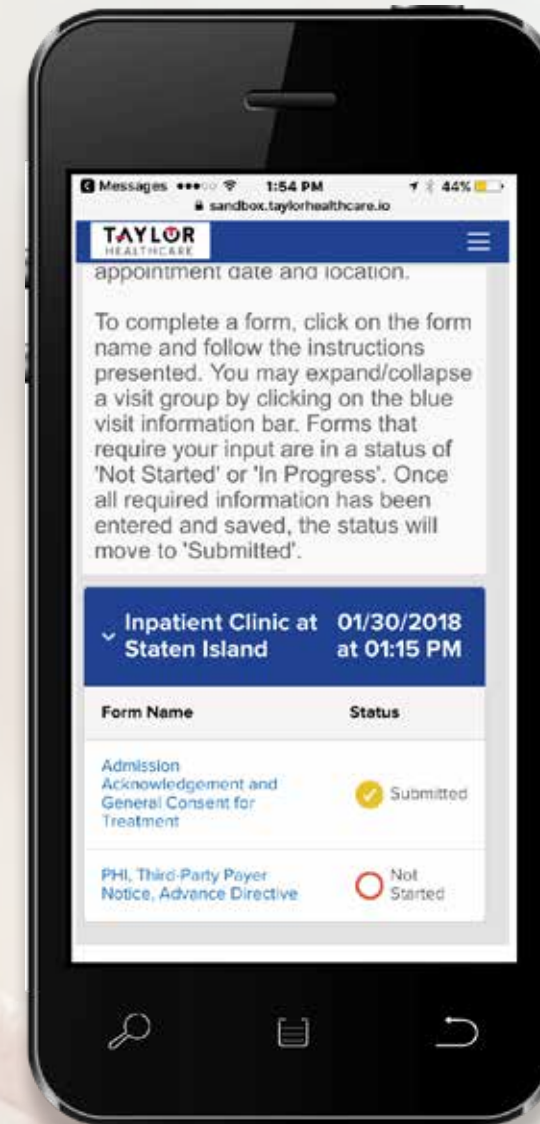 Messages 1:54 PM 44%
sandbox.taylorhealthcare.io
TAYLOR
HEALTHCARE
appointment date and location.
To complete a form, click on the form
name and follow the instructions
presented. You may expand/collapse
a visit group by clicking on the blue
visit information bar. Forms that
require your input are in a status of
'Not Started' or 'In Progress'. Once
all required information has been
entered and saved, the status will
move to 'Submitted'.
Inpatient Clinic at 01/30/2018
Staten Island at 01:15 PM
Form Name Status
Admission
Acknowledgement and
General Consent for
Treatment
Submitted
PHI, Third-Party Payer
Notice, Advance Directive
Not
Started